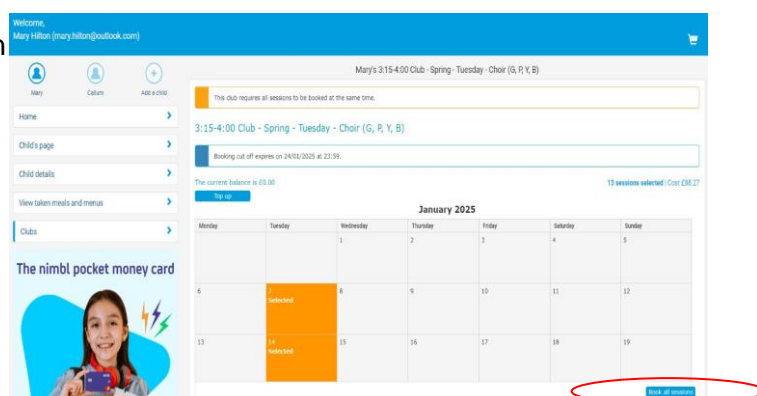 Welcome,
Mary Hilton (mary.hilton@outlook.com)
n
Mary
Callum
Add a child
Home
Child's page
Child details
View taken meals and menus
Clubs
The nimbl pocket money card
Mary's 3:15-4:00 Club - Spring - Tuesday - Choir (G, P, Y, B)
This club requires all sessions to be booked at the same time.
3:15-4:00 Club - Spring - Tuesday - Choir (G, P, Y, B)
Booking cut off expires on 24/01/2025 at 23:59.
The current balance is £0.00
13 sessions selected | Cost £98.27
Top up
January 2025
Monday Tuesday Wednesday Thursday Friday Saturday Sunday
1 2 3 4 5
6 7 8 9 10 11 12
Selected
13 14 15 16 17 18 19
Selected
Book all sessions